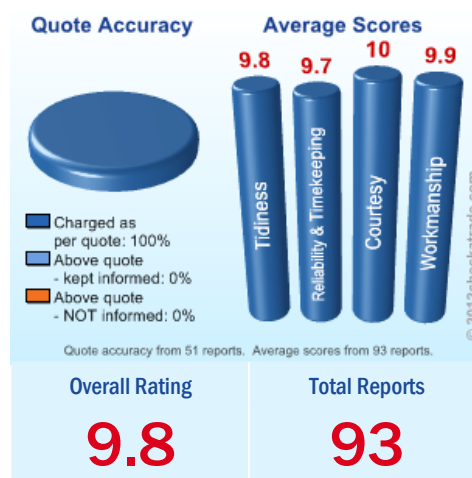 Quote Accuracy
Average Scores
9.8
9.7
10
9.9
Tidiness
Reliability & Timekeeping
Courtesy
Workmanship
Charged as
per quote: 100%
Above quote
- kept informed: 0%
Above quote
- NOT informed: 0%
Quote accuracy from 51 reports. Average scores from 93 reports.
Overall Rating
Total Reports
9.8
93